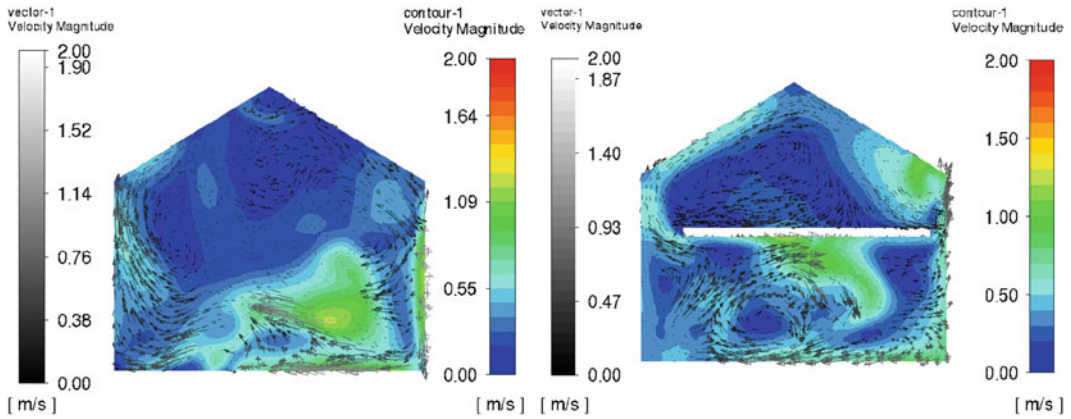 vector-1
Velocity Magnitude
2.00
1.90
1.52
1.14
0.76
0.38
0.00
[ m/s ]
contour-1
Velocity Magnitude
2.00
1.64
1.09
0.55
0.00
[ m/s ]
vector-1
Velocity Magnitude
2.00
1.87
1.40
0.93
0.47
0.00
[ m/s ]
contour-1
Velocity Magnitude
2.00
1.50
1.00
0.50
0.00
[ m/s ]